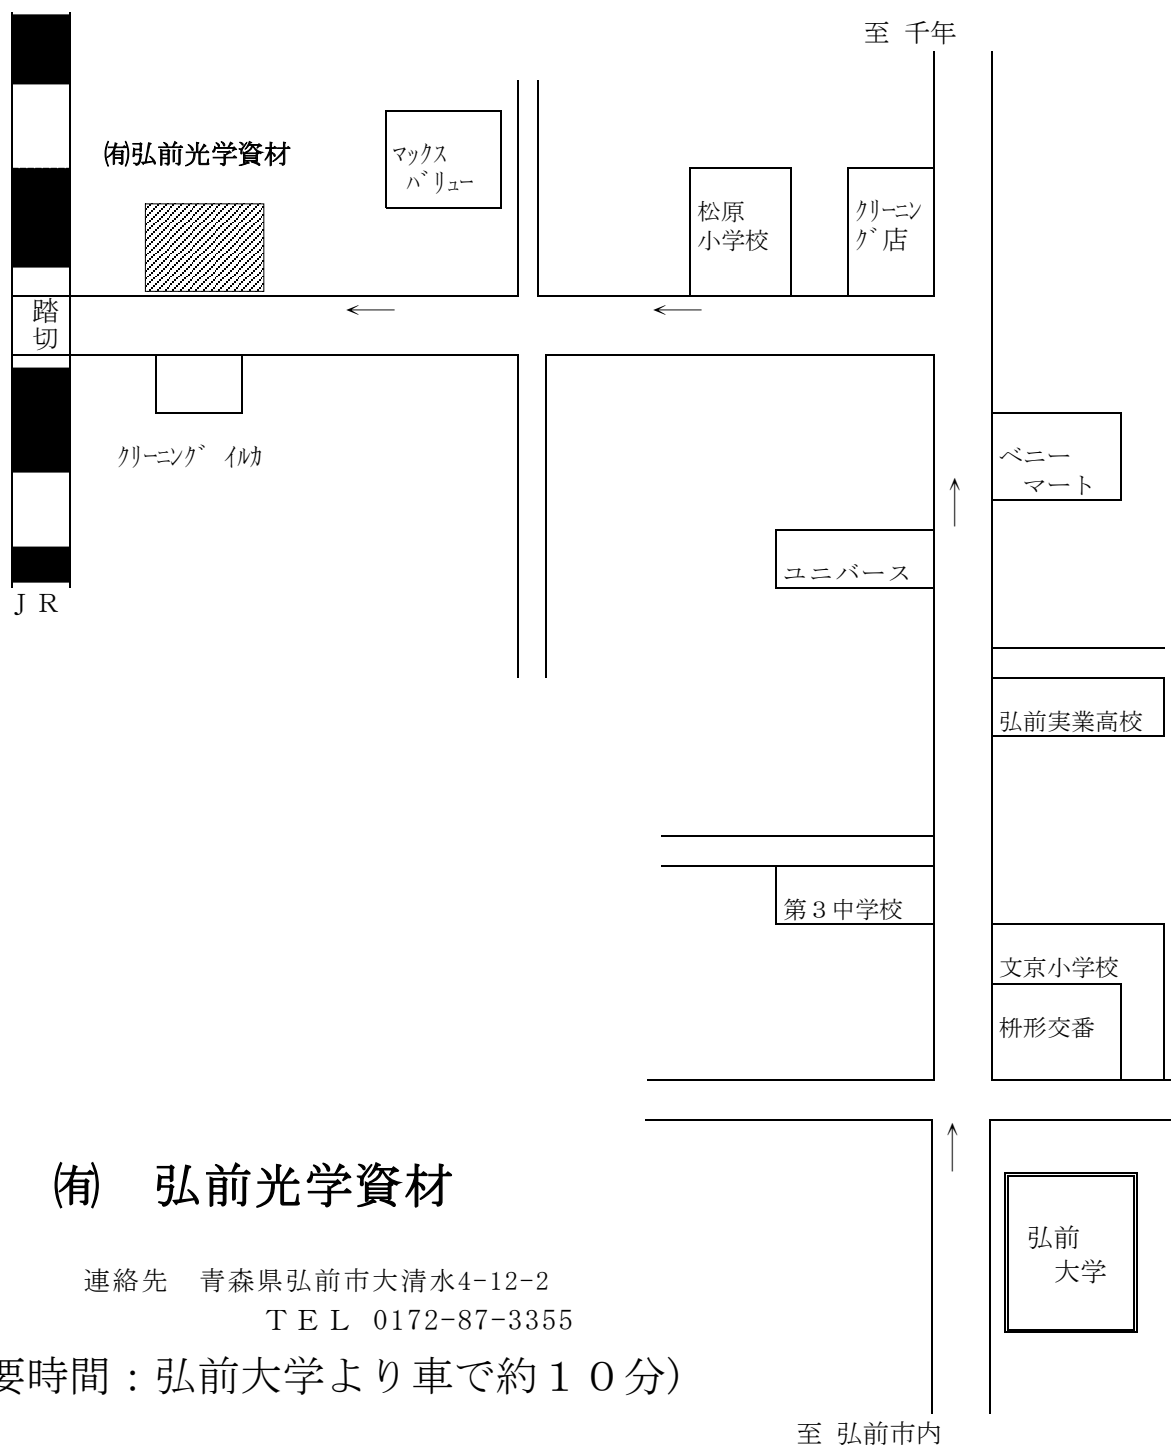 至 千年
㈲弘前光学資材
マックス
バリュー
松原
小学校
クリーニン
グ店
踏
切
クリーニング イルカ
ベニー
マート
ユニバース
ＪＲ
弘前実業高校
第３中学校
文京小学校
枡形交番
㈲ 弘前光学資材
弘前
大学
連絡先 青森県弘前市大清水4-12-2
ＴＥＬ 0172-87-3355
要時間：弘前大学より車で約１０分)
至 弘前市内